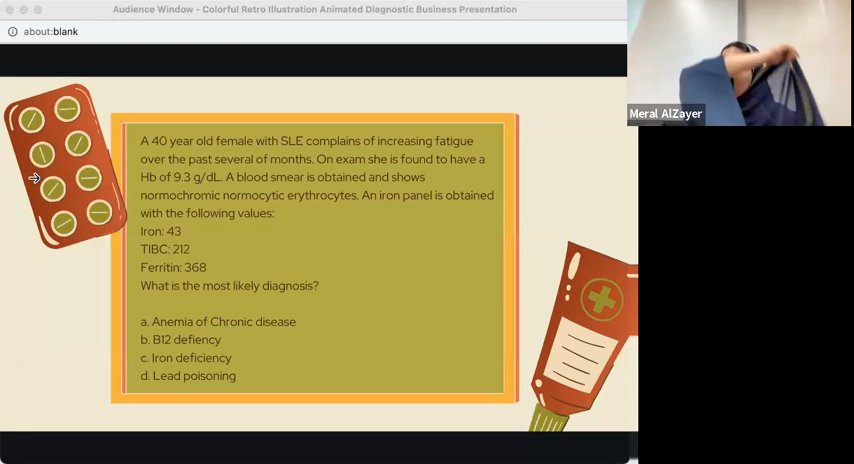 Audience Window - Colorful Retro Illustration Animated Diagnostic Business Presentation
about:blank
Meral AlZayer
A 40 year old female with SLE complains of increasing fatigue
over the past several of months. On exam she is found to have a
Hb of 9.3 g/dL. A blood smear is obtained and shows
normochromic normocytic erythrocytes. An iron panel is obtained
with the following values:
Iron: 43
TIBC: 212
Ferritin: 368
What is the most likely diagnosis?
a. Anemia of Chronic disease
b. B12 defiency
c. Iron deficiency
d. Lead poisoning